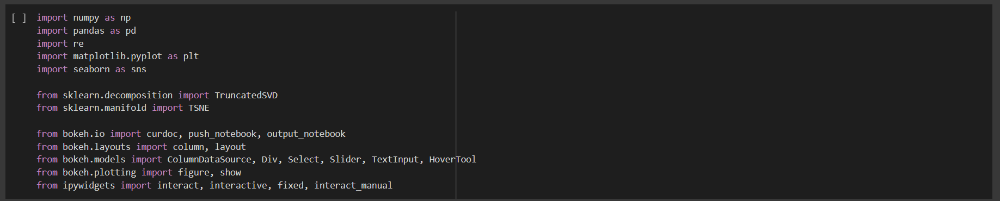 [ ] import numpy as np
import pandas as pd
import re
import matplotlib.pyplot as plt
import seaborn as sns

from sklearn.decomposition import TruncatedSVD
from sklearn.manifold import TSNE

from bokeh.io import curdoc, push_notebook, output_notebook
from bokeh.layouts import column, layout
from bokeh.models import ColumnDataSource, Div, Select, Slider, TextInput, HoverTool
from bokeh.plotting import figure, show
from ipywidgets import interact, interactive, fixed, interact_manual